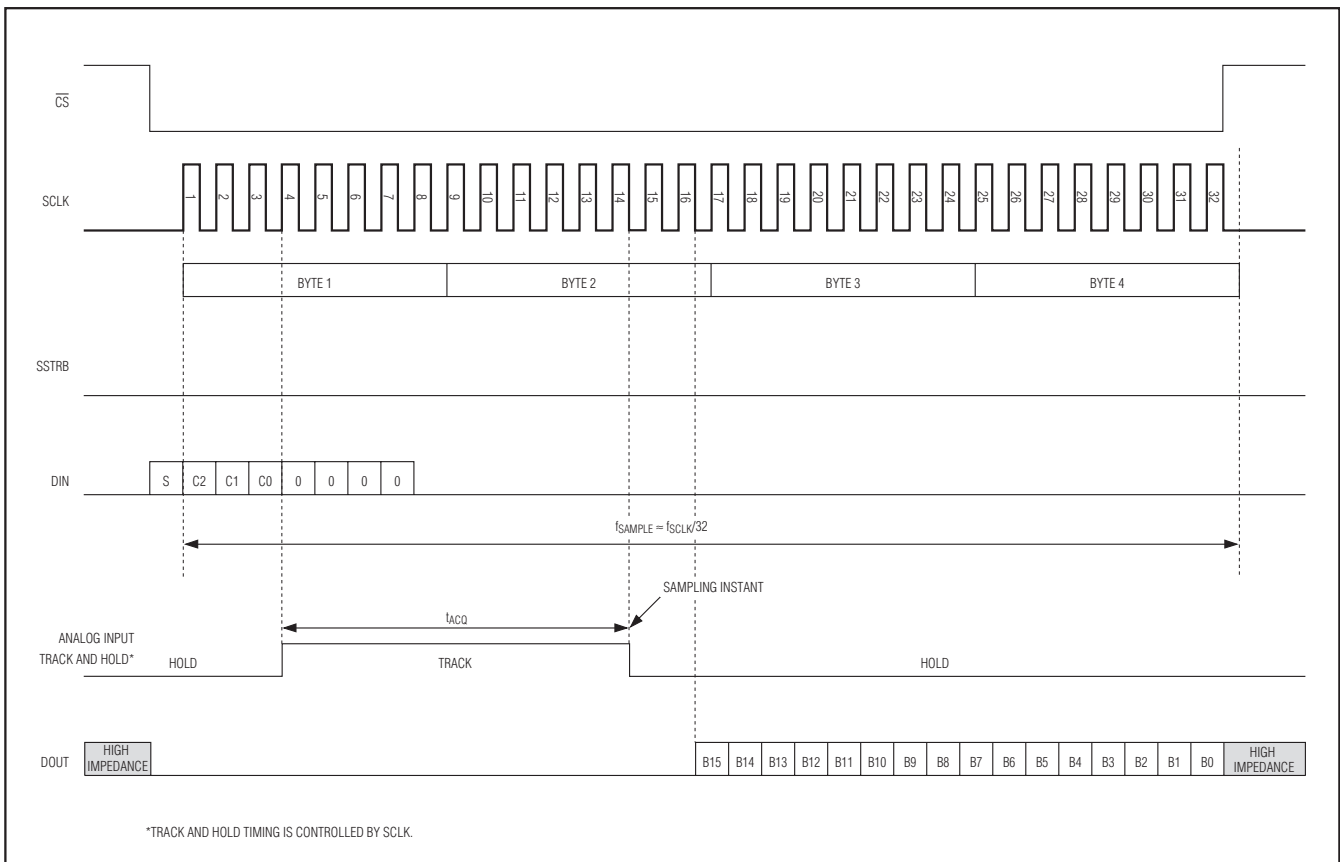 CS
SCLK
1 2 3 4 5 6 7 8 9 10 11 12 13 14 15 16 17 18 19 20 21 22 23 24 25 26 27 28 29 30 31 32
BYTE 1 BYTE 2 BYTE 3 BYTE 4
SSTRB
DIN
S C2 C1 C0 0 0 0 0
fSAMPLE = fSCLK/32
SAMPLING INSTANT
tACQ
ANALOG INPUT
TRACK AND HOLD*
HOLD TRACK HOLD
DOUT
HIGH
IMPEDANCE
B15 B14 B13 B12 B11 B10 B9 B8 B7 B6 B5 B4 B3 B2 B1 B0
HIGH
IMPEDANCE
*TRACK AND HOLD TIMING IS CONTROLLED BY SCLK.